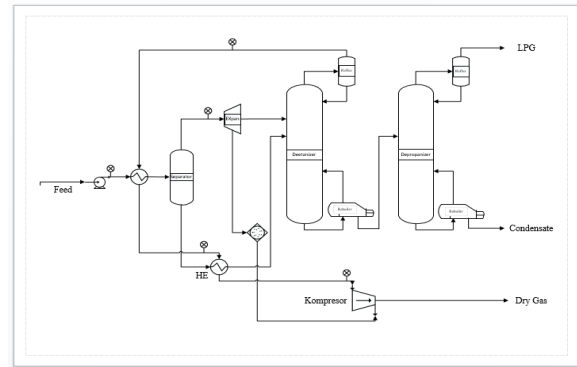 LPG
Expan
Deetanizer
Depropanizer
Separator
Feed
Reboiler
Reboiler
Condensate
HE
Kompresor
Dry Gas